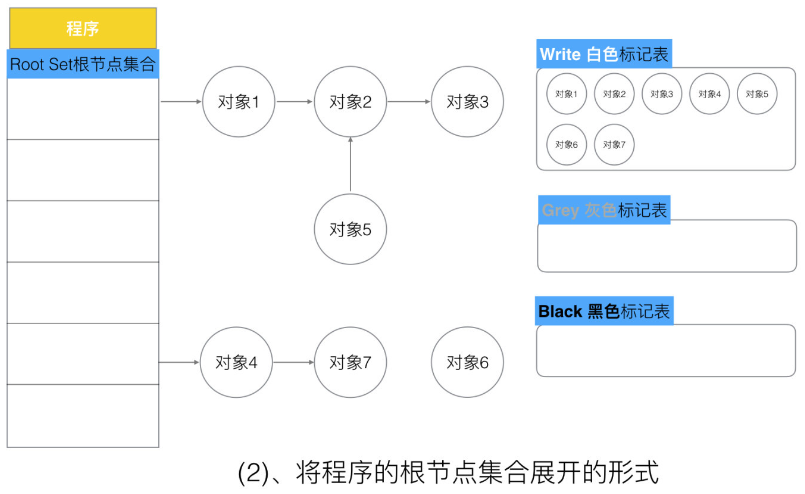 程序
Root Set根节点集合
对象1
对象2
对象3
对象5
对象4
对象7
对象6
Write 白色标记表
对象1
对象2
对象3
对象4
对象5
对象6
对象7
Grey 灰色标记表
Black 黑色标记表
(2)、将程序的根节点集合展开的形式